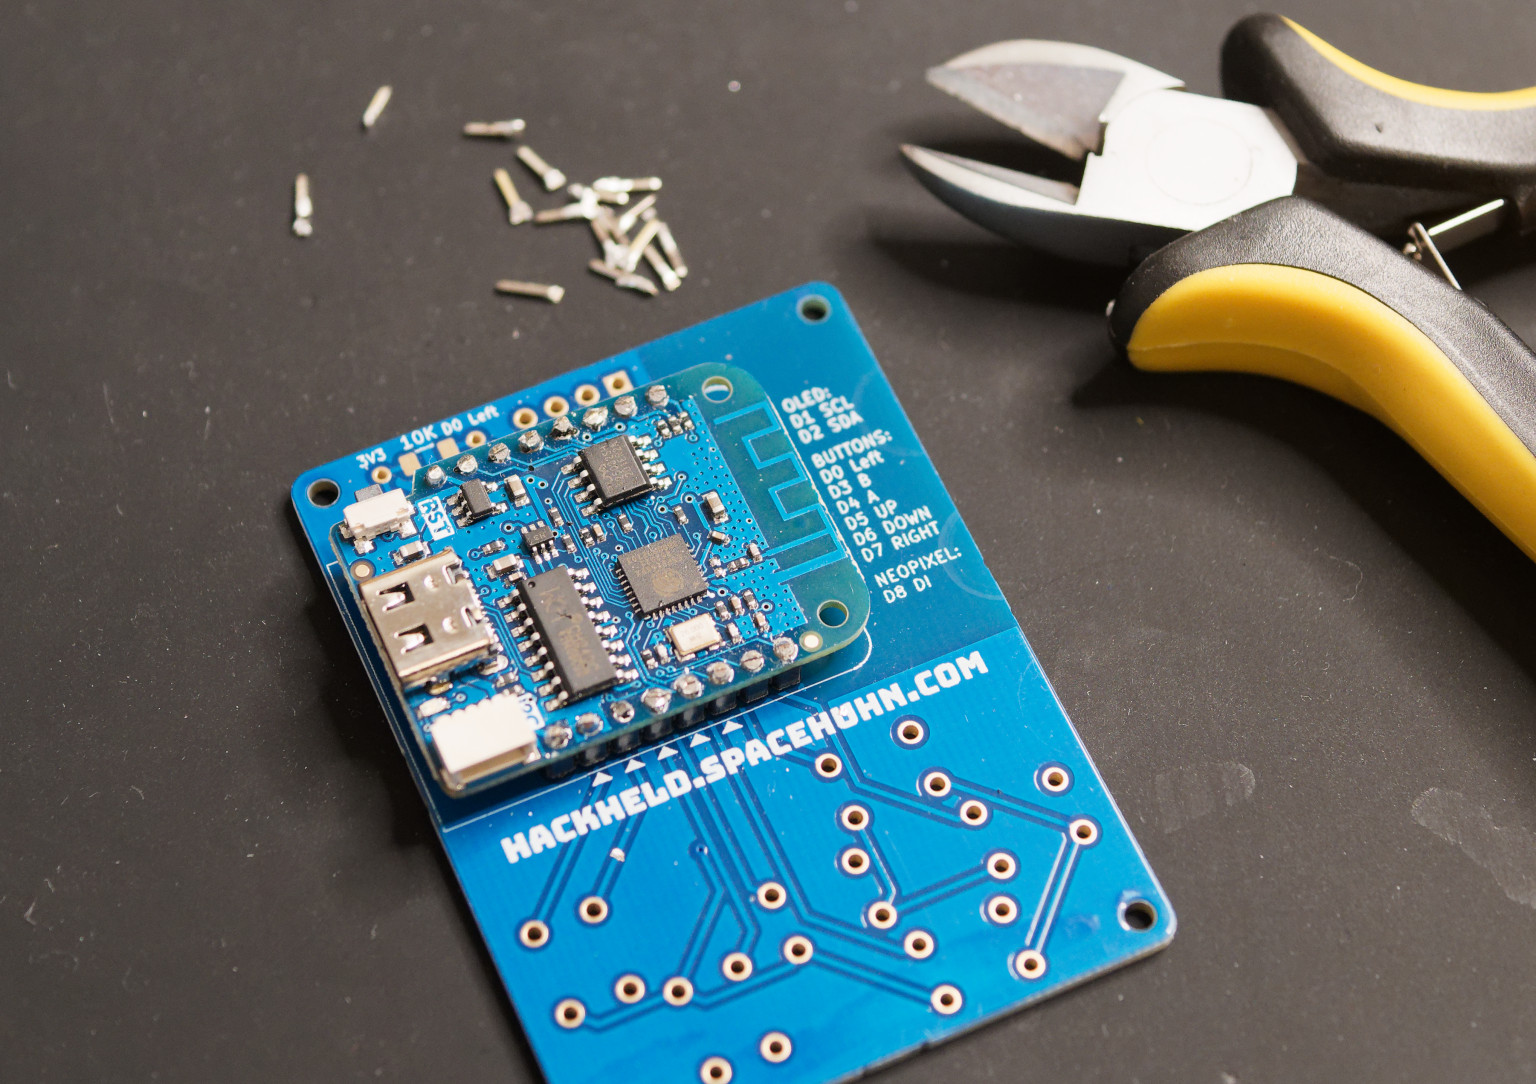 3V3
10K
D0 Left
RST
OLED:
D1 SCL
D2 SDA
BUTTONS:
D0 Left
D3 B
D4 A
D5 UP
D6 DOWN
D7 RIGHT
NEOPIXEL:
D8 DI
HACKHELD.SPACEHUHN.COM